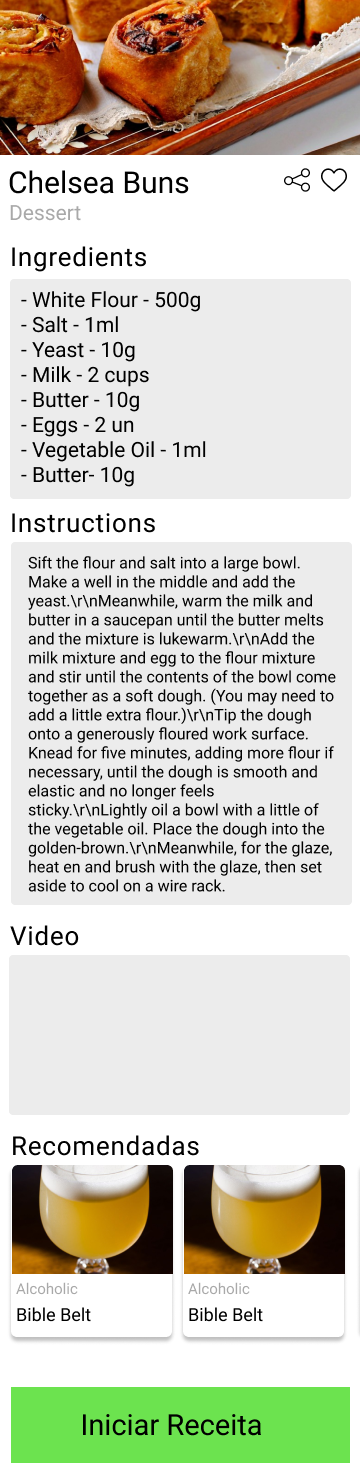 Chelsea Buns
Dessert
Ingredients
- White Flour - 500g
- Salt - 1ml
- Yeast - 10g
- Milk - 2 cups
- Butter - 10g
- Eggs - 2 un
- Vegetable Oil - 1ml
- Butter- 10g
Instructions
Sift the flour and salt into a large bowl.
Make a well in the middle and add the
yeast.\r\nMeanwhile, warm the milk and
butter in a saucepan until the butter melts
and the mixture is lukewarm.\r\nAdd the
milk mixture and egg to the flour mixture
and stir until the contents of the bowl come
together as a soft dough. (You may need to
add a little extra flour.)\r\nTip the dough
onto a generously floured work surface.
Knead for five minutes, adding more flour if
necessary, until the dough is smooth and
elastic and no longer feels
sticky.\r\nLightly oil a bowl with a little of
the vegetable oil. Place the dough into the
golden-brown.\r\nMeanwhile, for the glaze,
heat en and brush with the glaze, then set
aside to cool on a wire rack.
Video
Recomendadas
Alcoholic
Bible Belt
Alcoholic
Bible Belt
Iniciar Receita